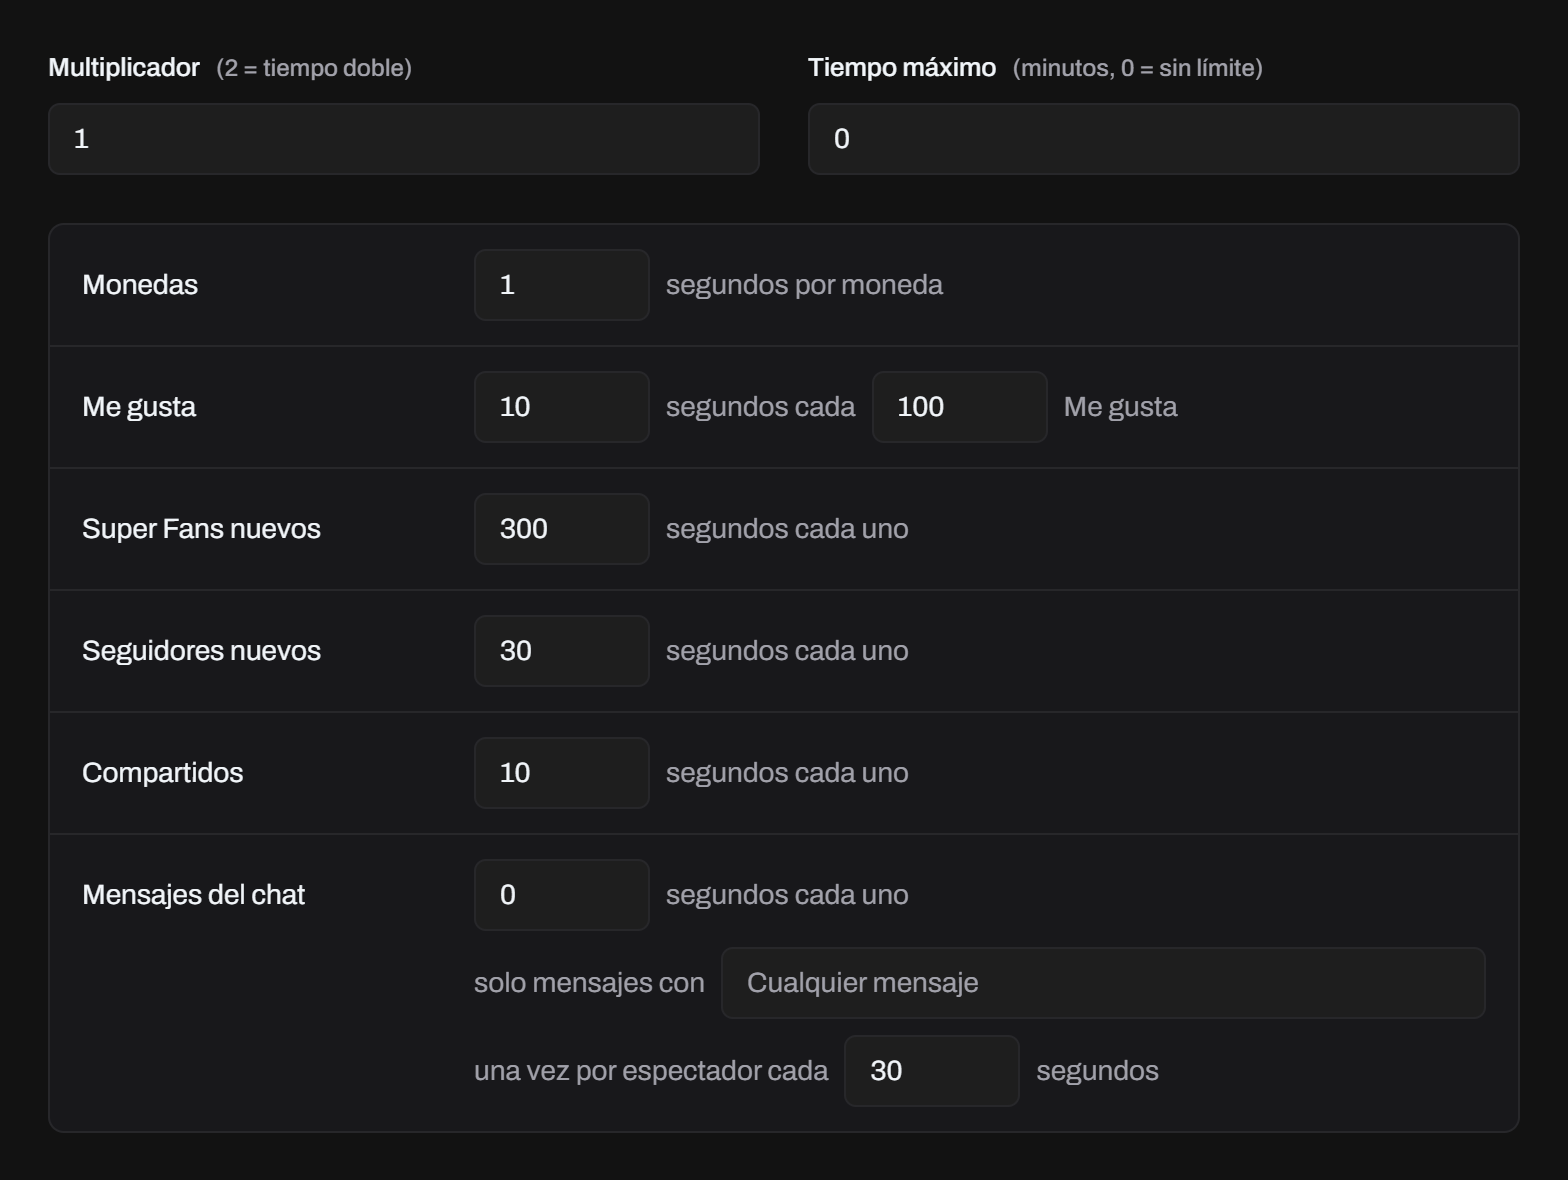 Multiplicador (2 = tiempo doble)
Tiempo máximo (minutos, 0 = sin límite)
1
0
Monedas 1 segundos por moneda
Me gusta 10 segundos cada 100 Me gusta
Super Fans nuevos 300 segundos cada uno
Seguidores nuevos 30 segundos cada uno
Compartidos 10 segundos cada uno
Mensajes del chat 0 segundos cada uno
solo mensajes con Cualquier mensaje
una vez por espectador cada 30 segundos